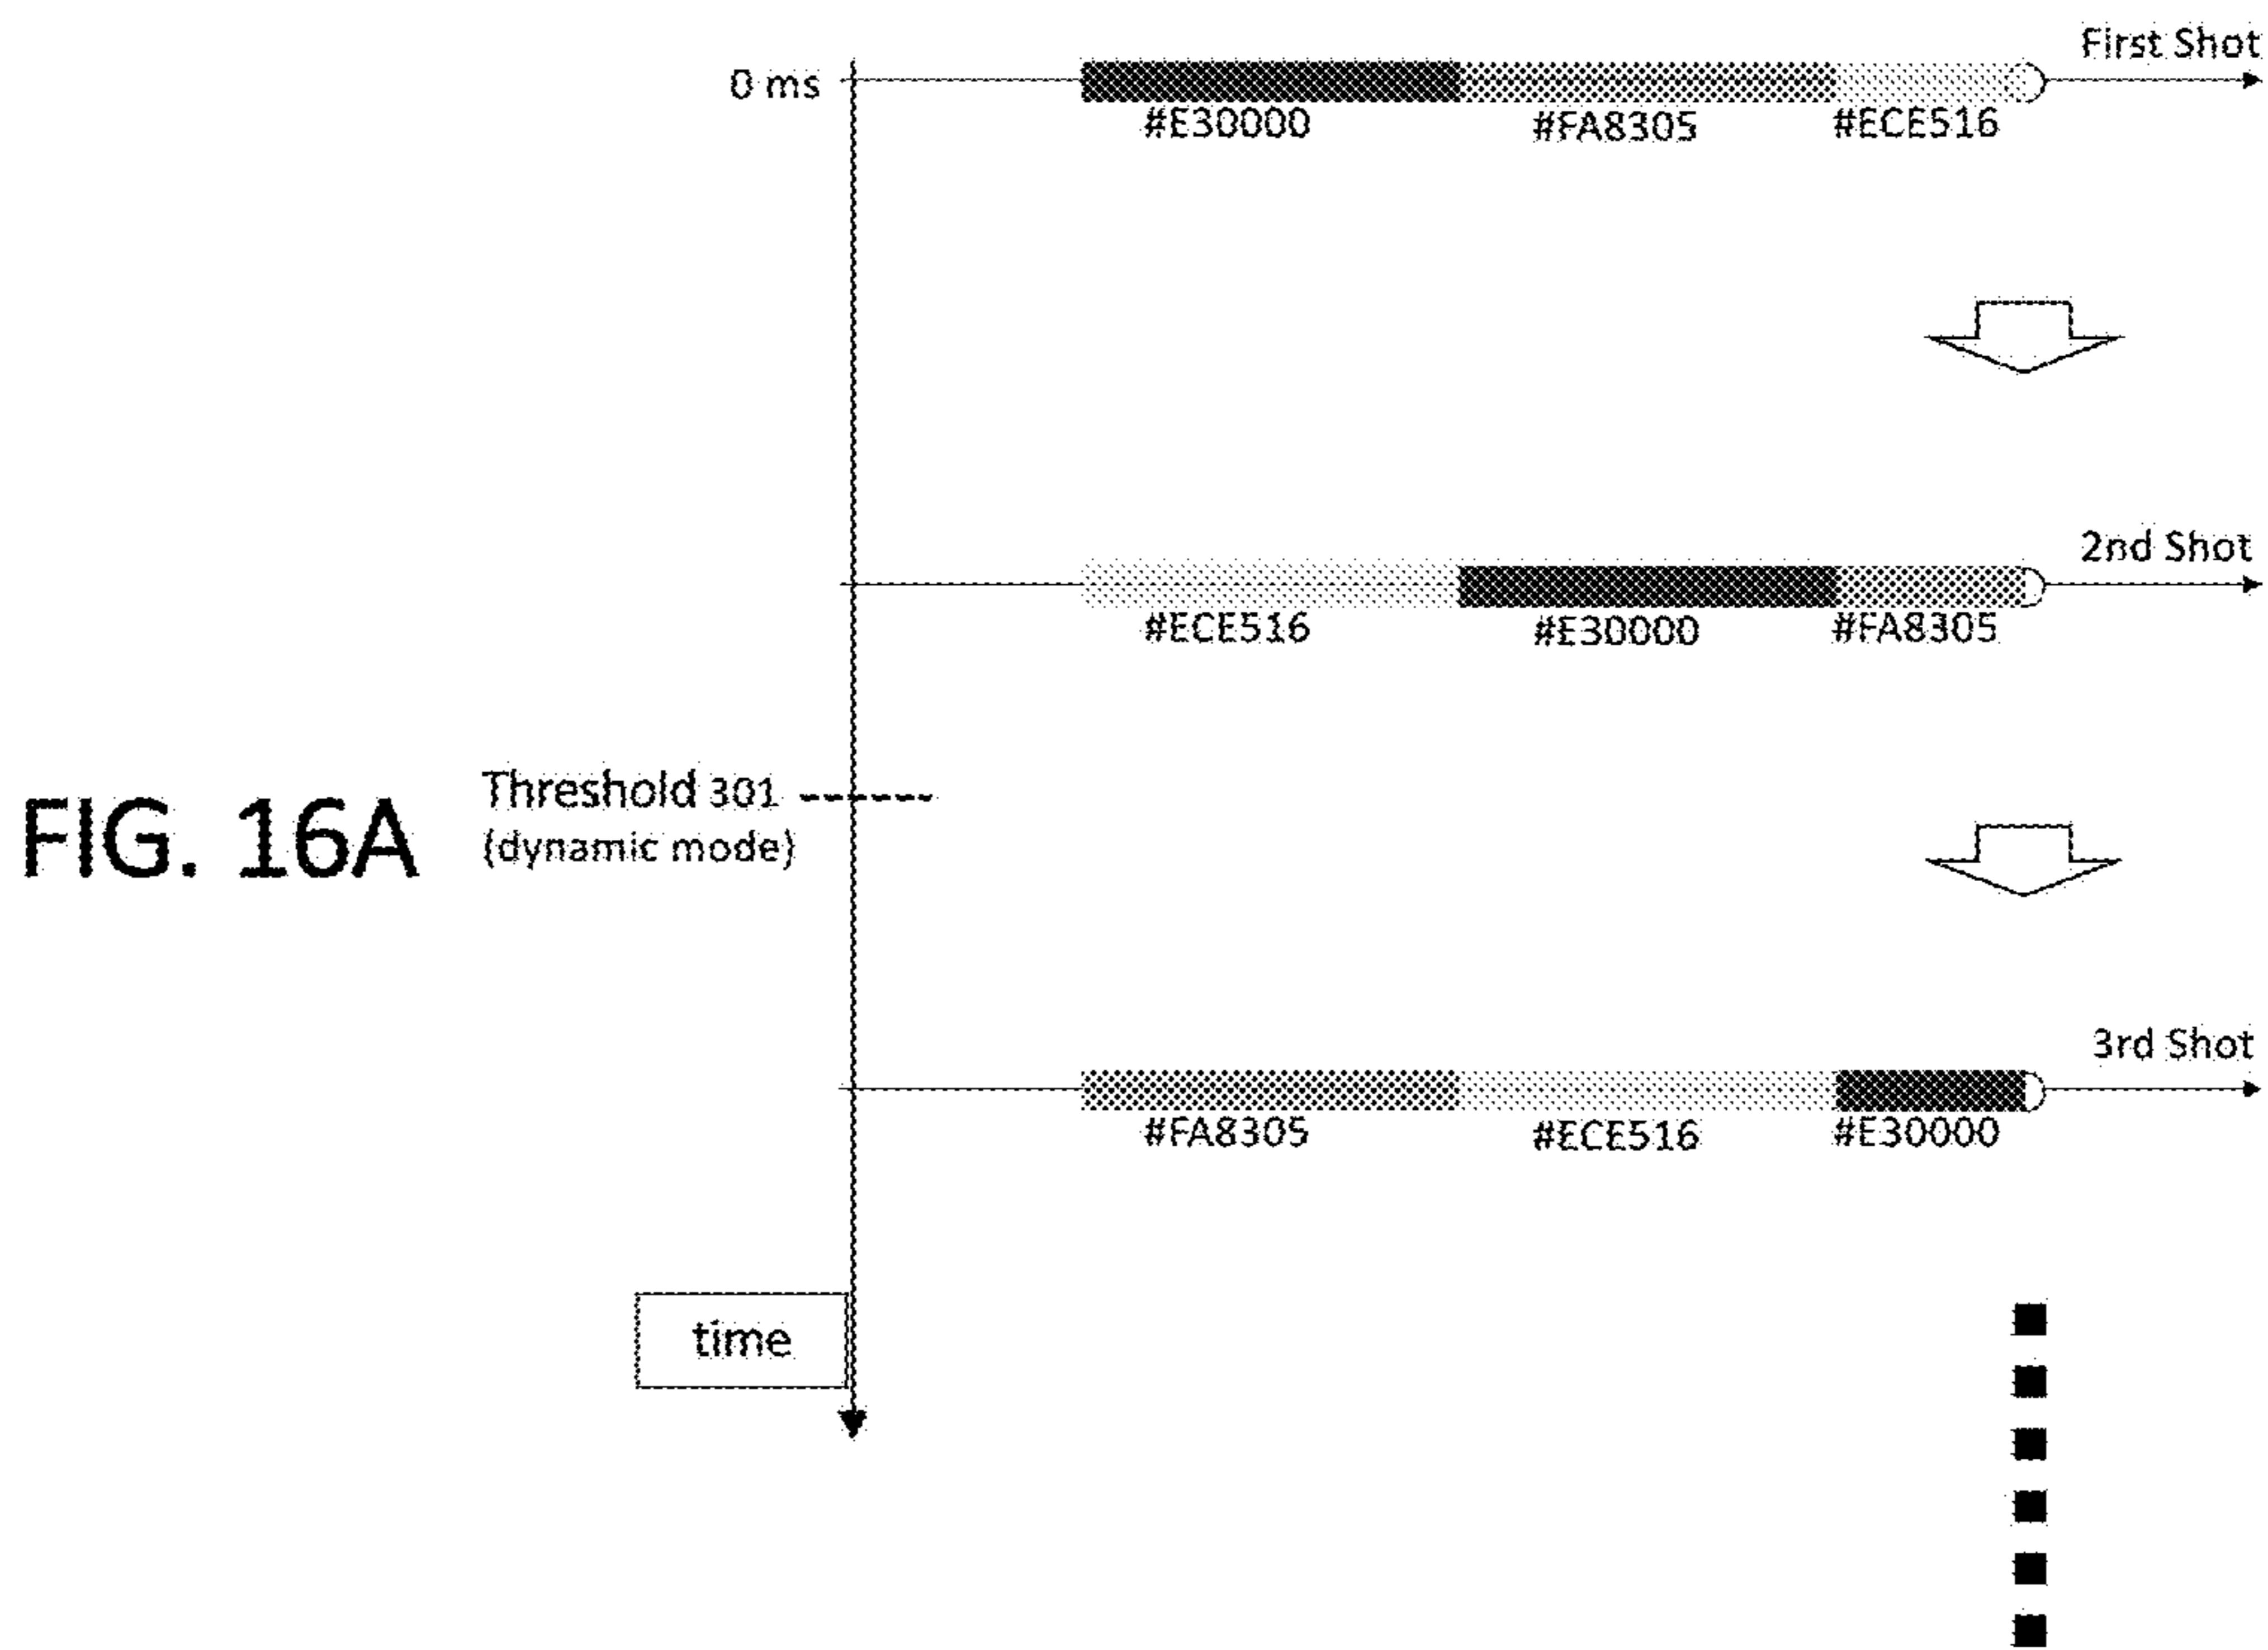 First Shot
0 ms
#E30000 #FA8305 #ECE516
2nd Shot
#ECE516 #E30000 #FA8305
Threshold 301
(dynamic mode)
FIG. 16A
3rd Shot
#FA8305 #ECE516 #E30000
time